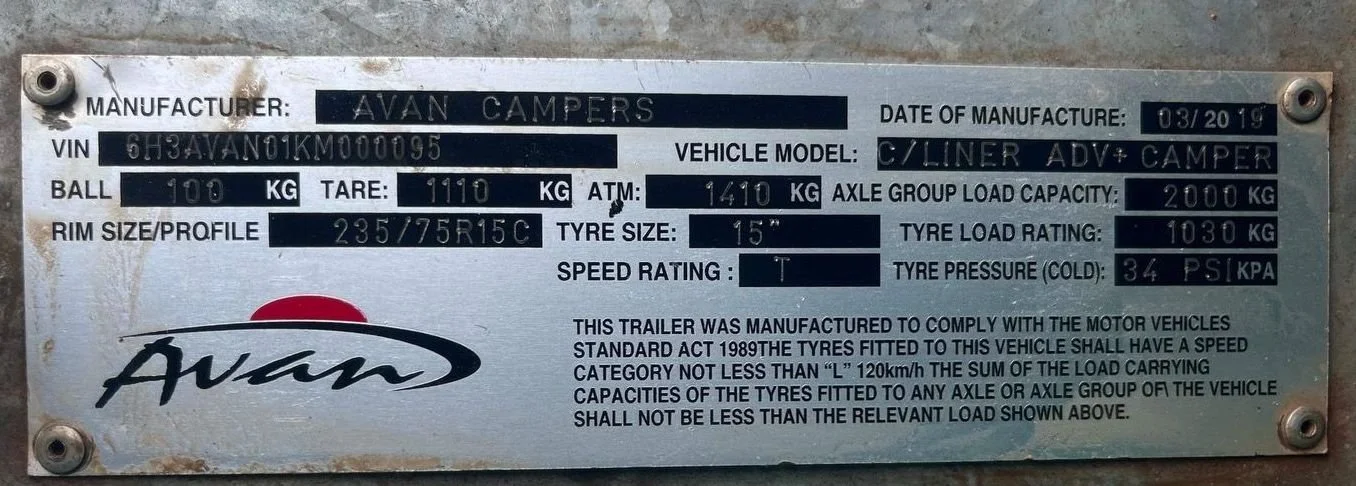 MANUFACTURER: AVAN CAMPERS DATE OF MANUFACTURE: 03/20 19
VIN 6H3AVAN01KM000095 VEHICLE MODEL: C/LINER ADV+ CAMPER
BALL 100 KG TARE: 1110 KG ATM: 1410 KG AXLE GROUP LOAD CAPACITY: 2000 KG
RIM SIZE/PROFILE 235/75R15C TYRE SIZE: 15" TYRE LOAD RATING: 1030 KG
SPEED RATING : T TYRE PRESSURE (COLD): 34 PSI KPA
Avan
THIS TRAILER WAS MANUFACTURED TO COMPLY WITH THE MOTOR VEHICLES
STANDARD ACT 1989THE TYRES FITTED TO THIS VEHICLE SHALL HAVE A SPEED
CATEGORY NOT LESS THAN “L” 120km/h THE SUM OF THE LOAD CARRYING
CAPACITIES OF THE TYRES FITTED TO ANY AXLE OR AXLE GROUP OF\ THE VEHICLE
SHALL NOT BE LESS THAN THE RELEVANT LOAD SHOWN ABOVE.